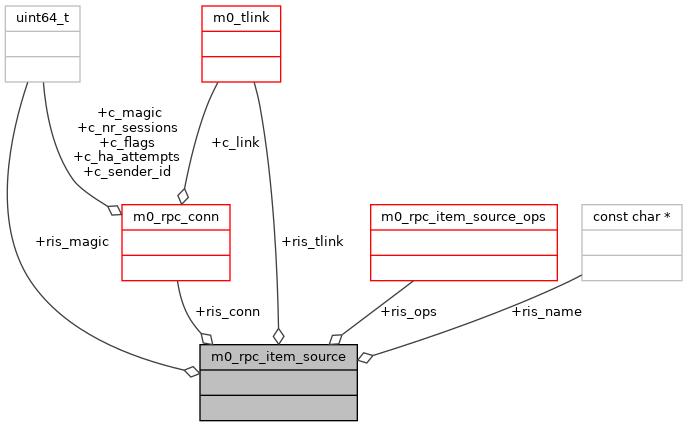 uint64_t
m0_tlink
+c_magic
+c_nr_sessions
+c_flags
+c_ha_attempts
+c_sender_id
+c_link
m0_rpc_conn
m0_rpc_item_source_ops
const char *
+ris_magic
+ris_tlink
+ris_conn
+ris_ops
+ris_name
m0_rpc_item_source